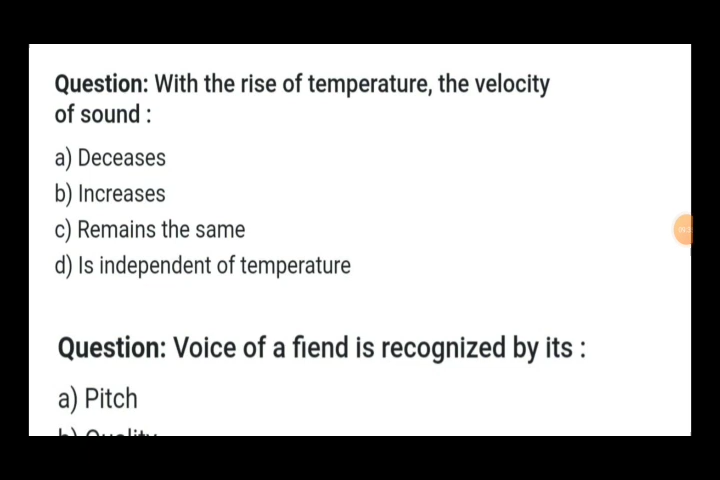 Question: With the rise of temperature, the velocity
of sound :
a) Deceases
b) Increases
c) Remains the same
d) Is independent of temperature
Question: Voice of a fiend is recognized by its :
a) Pitch
b) Quality